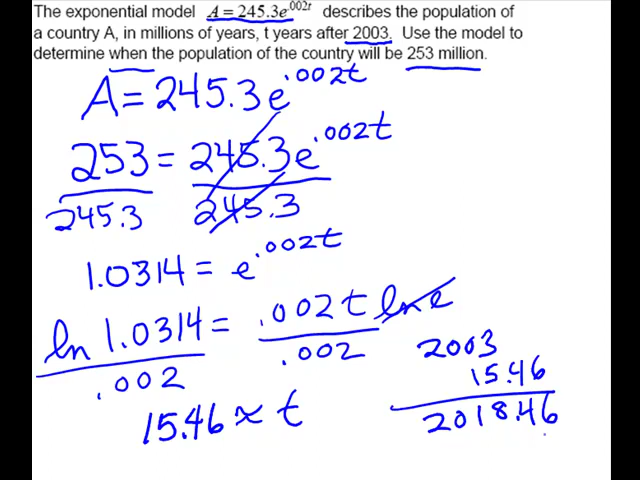 The exponential model A = 245.3e^.002t describes the population of
a country A, in millions of years, t years after 2003. Use the model to
determine when the population of the country will be 253 million.
A = 245.3e^.002t
253 = 245.3e^.002t
245.3 245.3
1.0314 = e^.002t
ln 1.0314 = .002t ln e
.002 .002
15.46 ≈ t
2003
15.46
2018.46